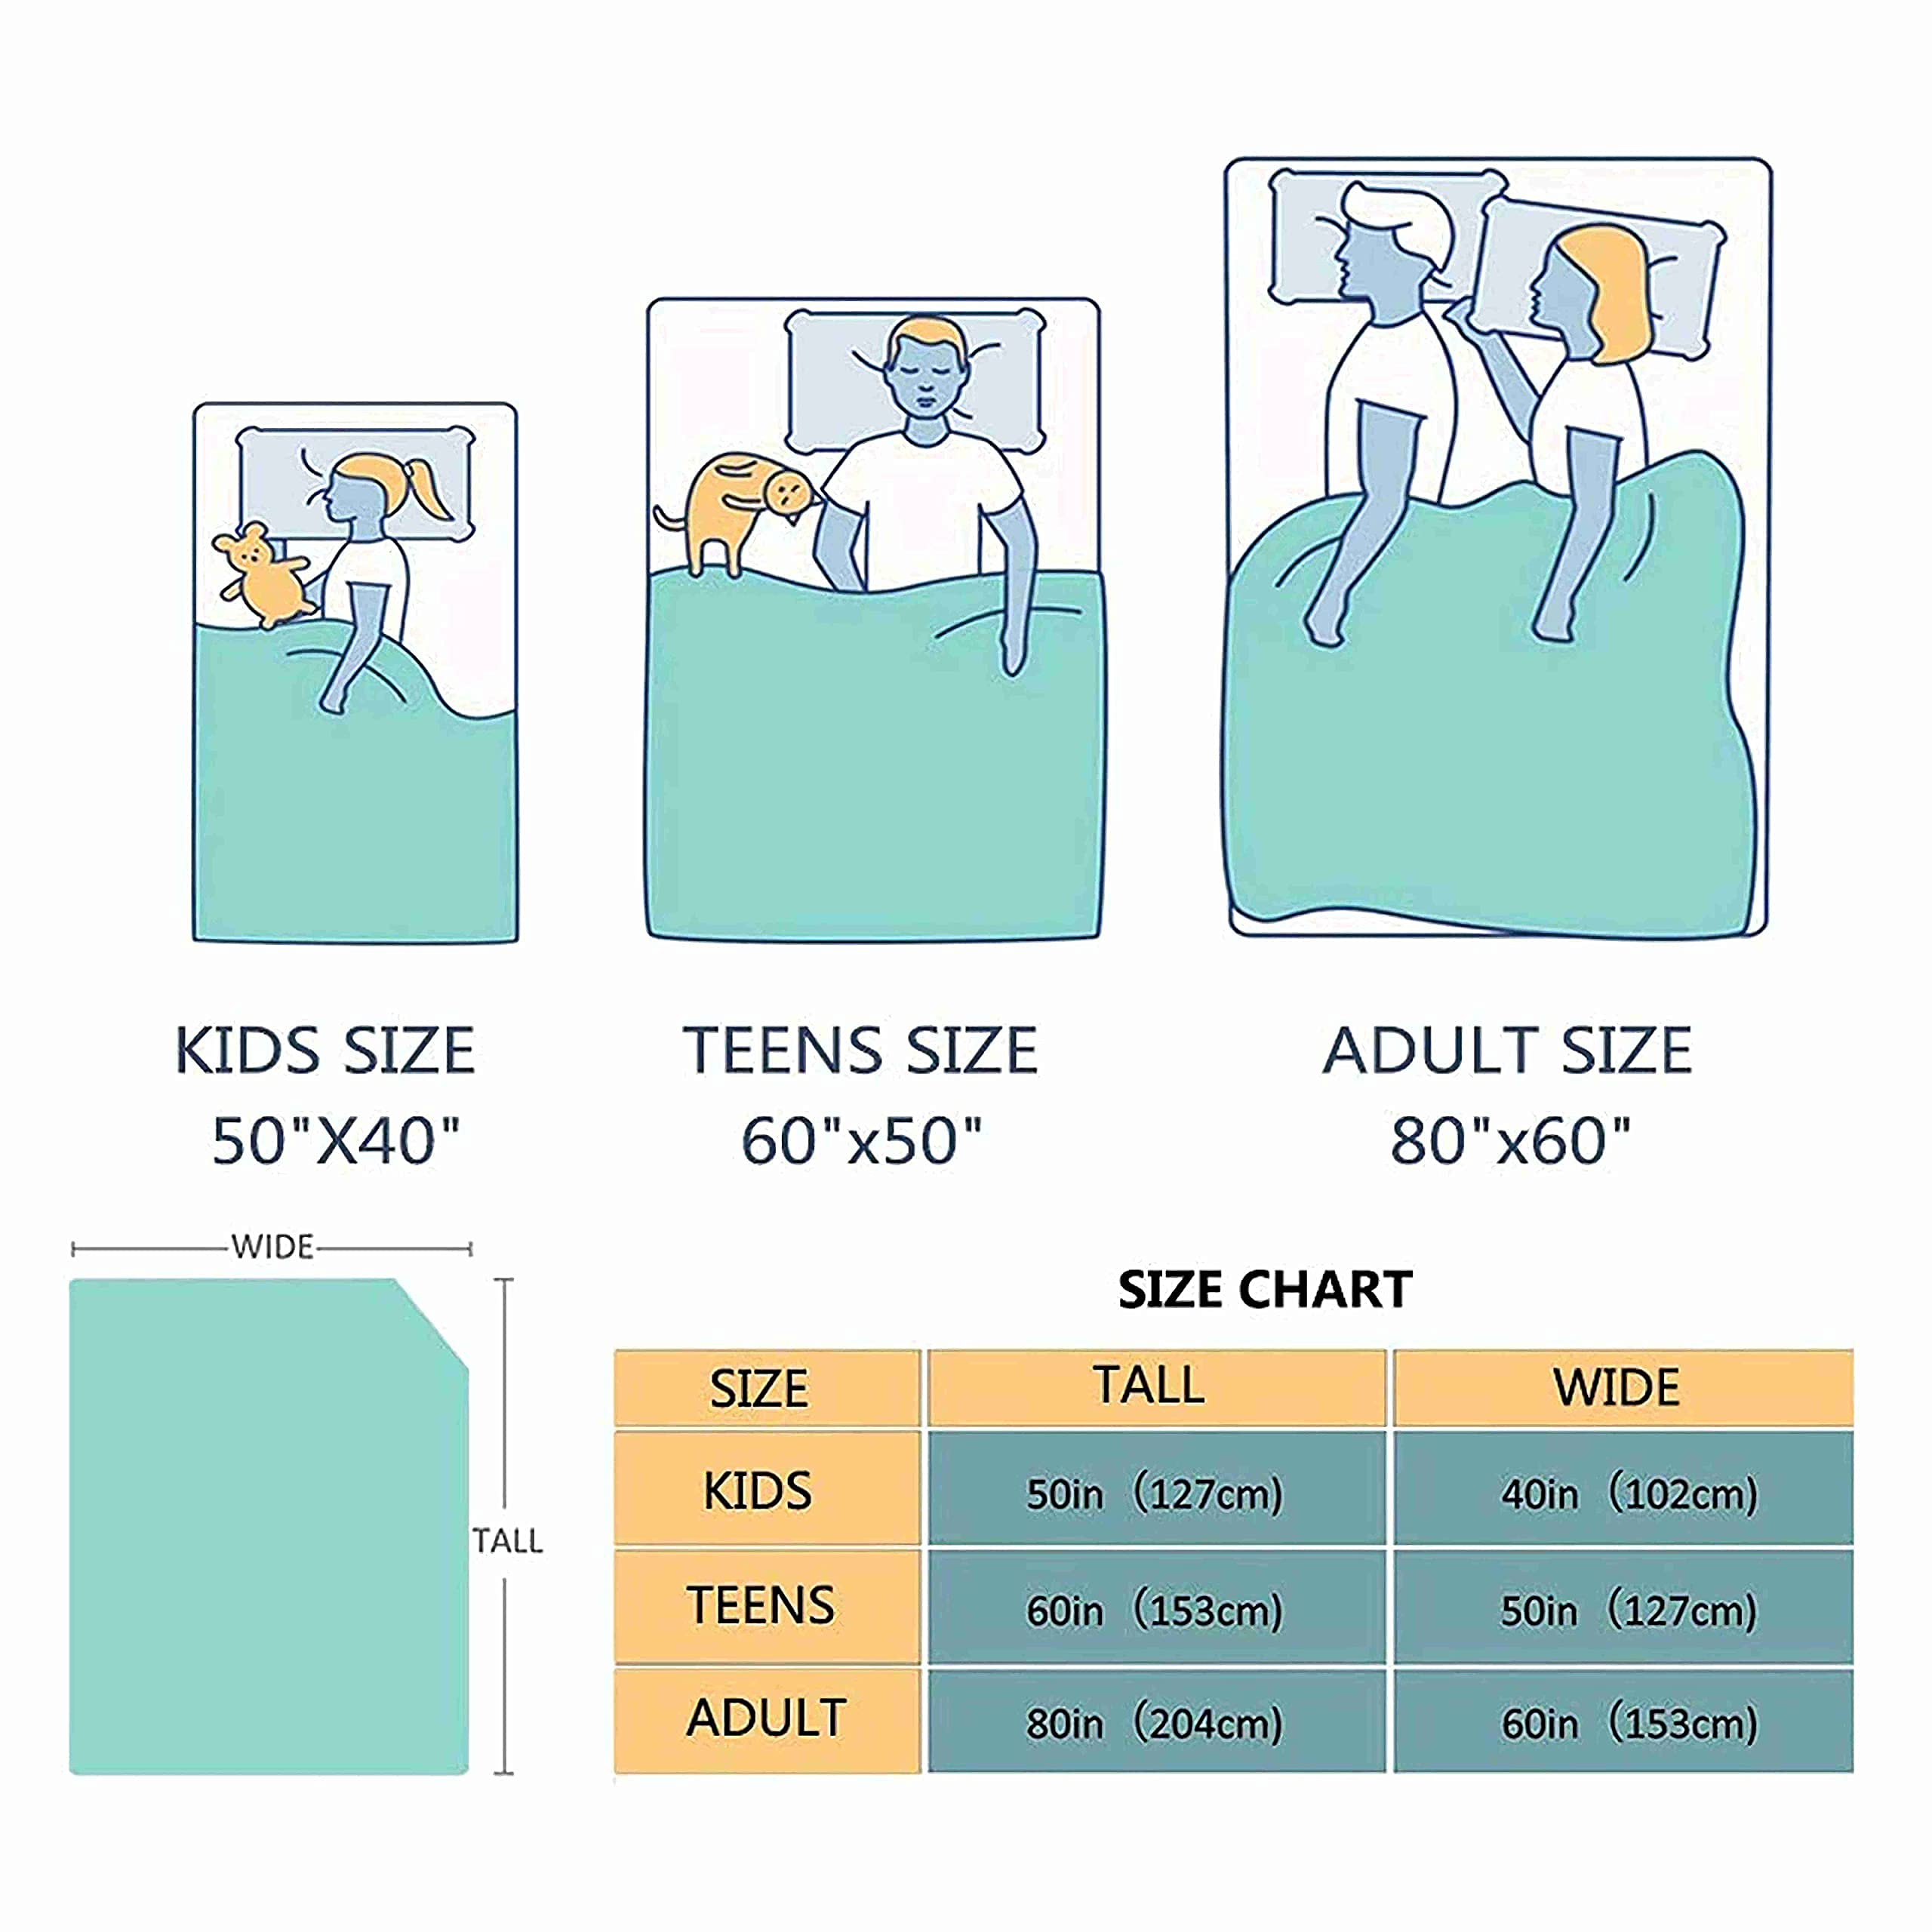 KIDS SIZE
50"X40"
TEENS SIZE
60"x50"
ADULT SIZE
80"x60"
WIDE
TALL
SIZE CHART
SIZE TALL WIDE
KIDS 50in（127cm) 40in（102cm)
TEENS 60in（153cm) 50in（127cm)
ADULT 80in（204cm) 60in（153cm)